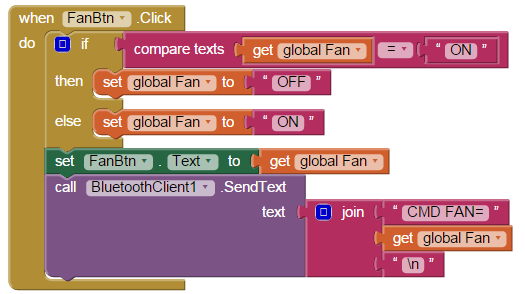 when FanBtn .Click
do if compare texts get global Fan = “ ON ”
then set global Fan to “ OFF ”
else set global Fan to “ ON ”
set FanBtn . Text to get global Fan
call BluetoothClient1 .SendText
text join “ CMD FAN= ”
get global Fan
“ \n ”